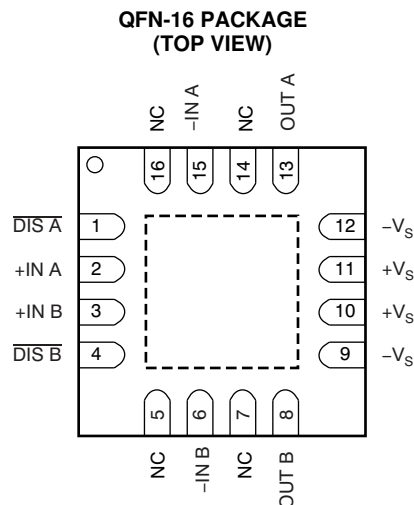 QFN-16 PACKAGE
(TOP VIEW)
NC
−IN A
NC
OUT A
16
15
14
13
DIS A 1
+IN A 2
+IN B 3
DIS B 4
12 −VS
11 +VS
10 +VS
9 −VS
5
6
7
8
NC
−IN B
NC
OUT B